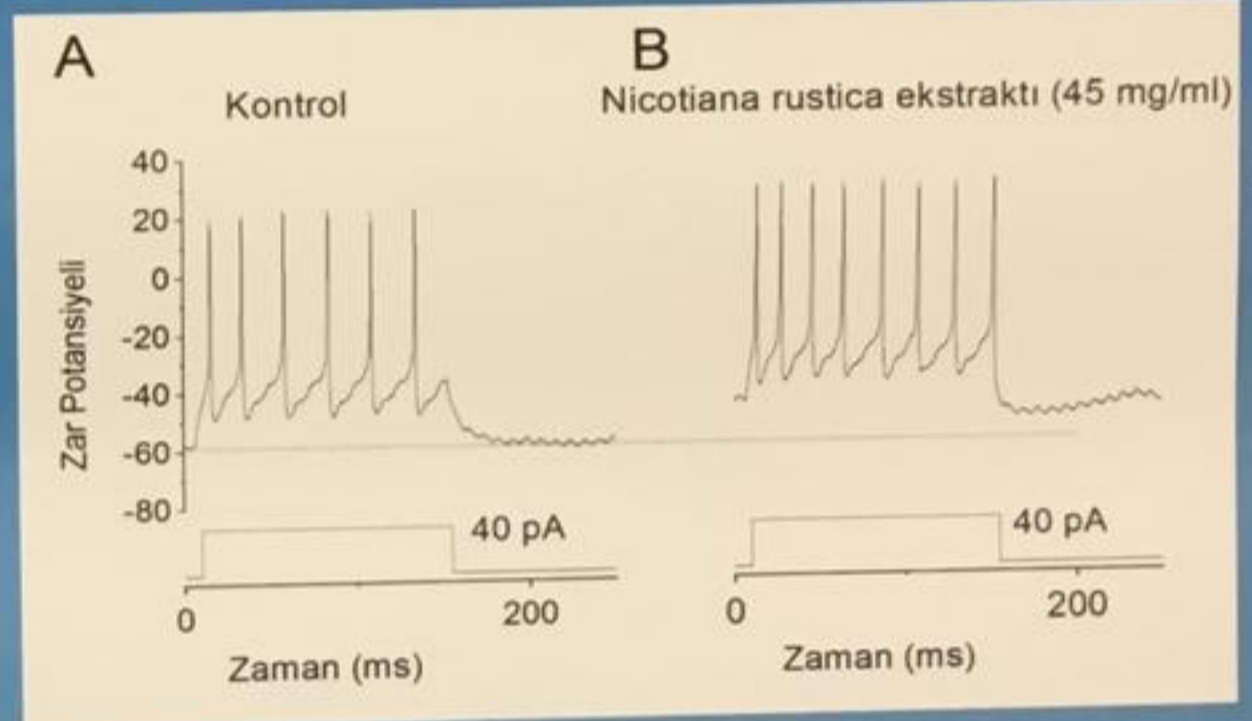 A
Kontrol
B
Nicotiana rustica ekstraktı (45 mg/ml)
Zar Potansiyeli
40
20
0
-20
-40
-60
-80
40 pA
0
200
Zaman (ms)
40 pA
0
200
Zaman (ms)